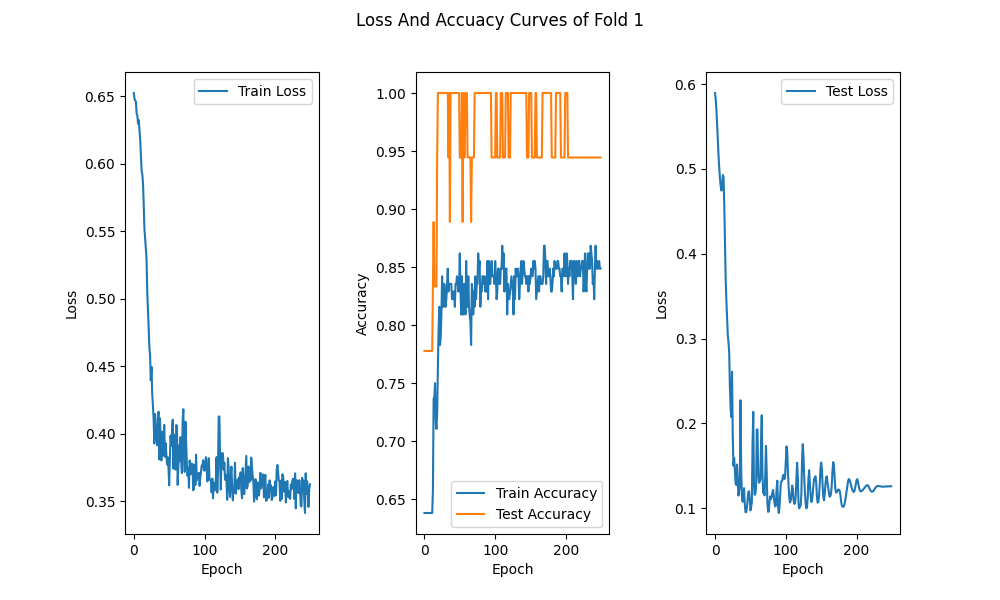 Loss And Accuacy Curves of Fold 1
Train Loss
0.65
0.60
0.55
0.50
0.45
0.40
0.35
Loss
0
100
200
Epoch
1.00
0.95
0.90
0.85
0.80
0.75
0.70
0.65
Accuracy
Train Accuracy
Test Accuracy
0
100
200
Epoch
Test Loss
0.6
0.5
0.4
0.3
0.2
0.1
Loss
0
100
200
Epoch